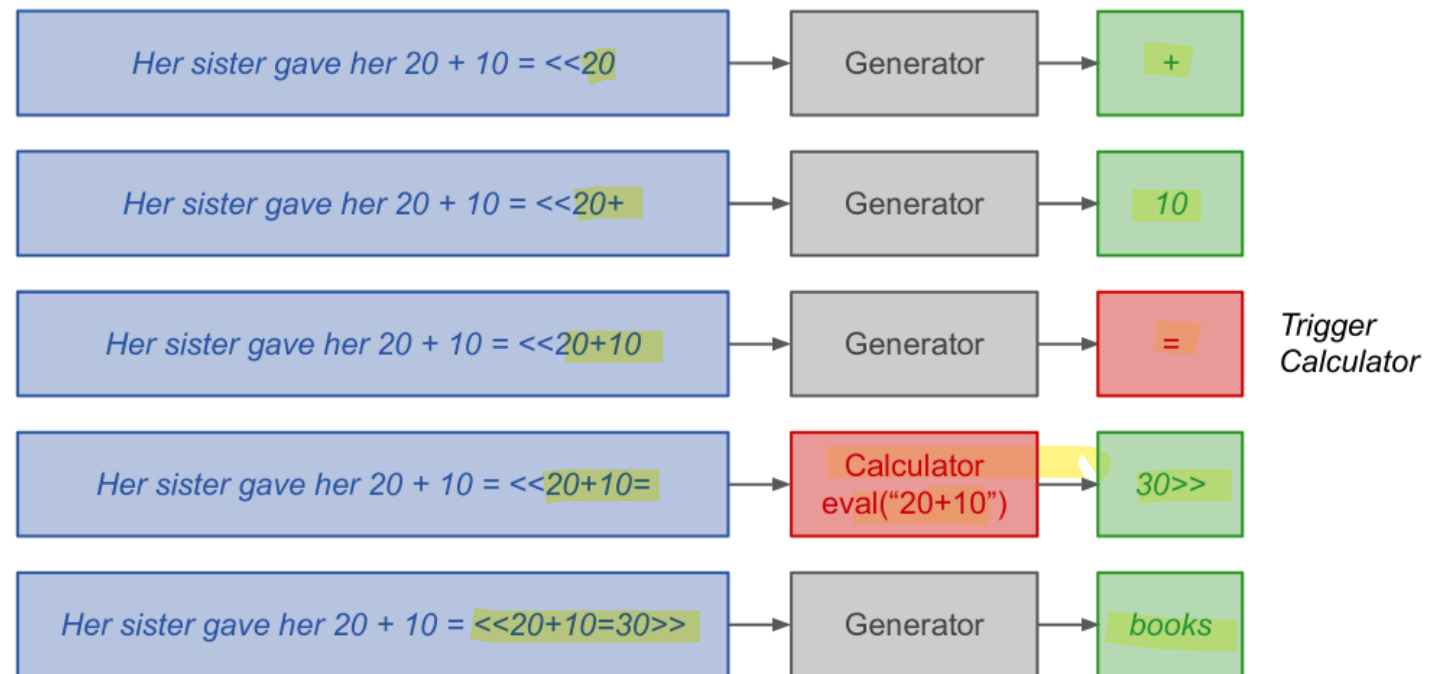 Her sister gave her 20 + 10 = <<20
Generator
+
Her sister gave her 20 + 10 = <<20+
Generator
10
Her sister gave her 20 + 10 = <<20+10
Generator
=
Trigger
Calculator
Her sister gave her 20 + 10 = <<20+10=
Calculator
eval(“20+10”)
30>>
Her sister gave her 20 + 10 = <<20+10=30>>
Generator
books